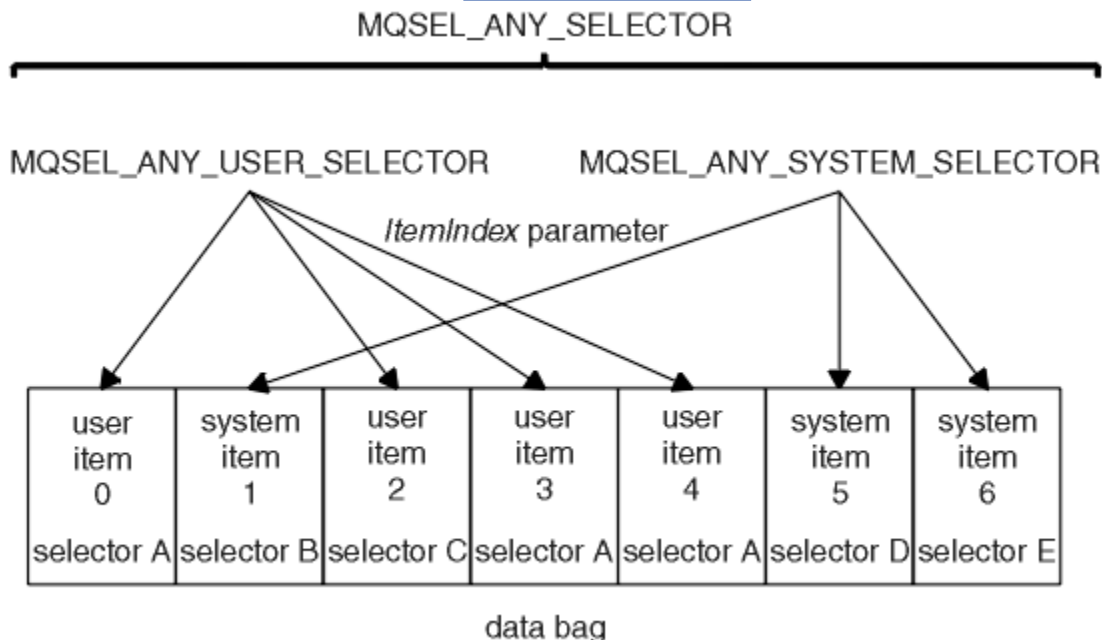 MQSEL_ANY_SELECTOR
MQSEL_ANY_USER_SELECTOR
MQSEL_ANY_SYSTEM_SELECTOR
ItemIndex parameter
user
item
0
selector A
system
item
1
selector B
user
item
2
selector C
user
item
3
selector A
user
item
4
selector A
system
item
5
selector D
system
item
6
selector E
data bag